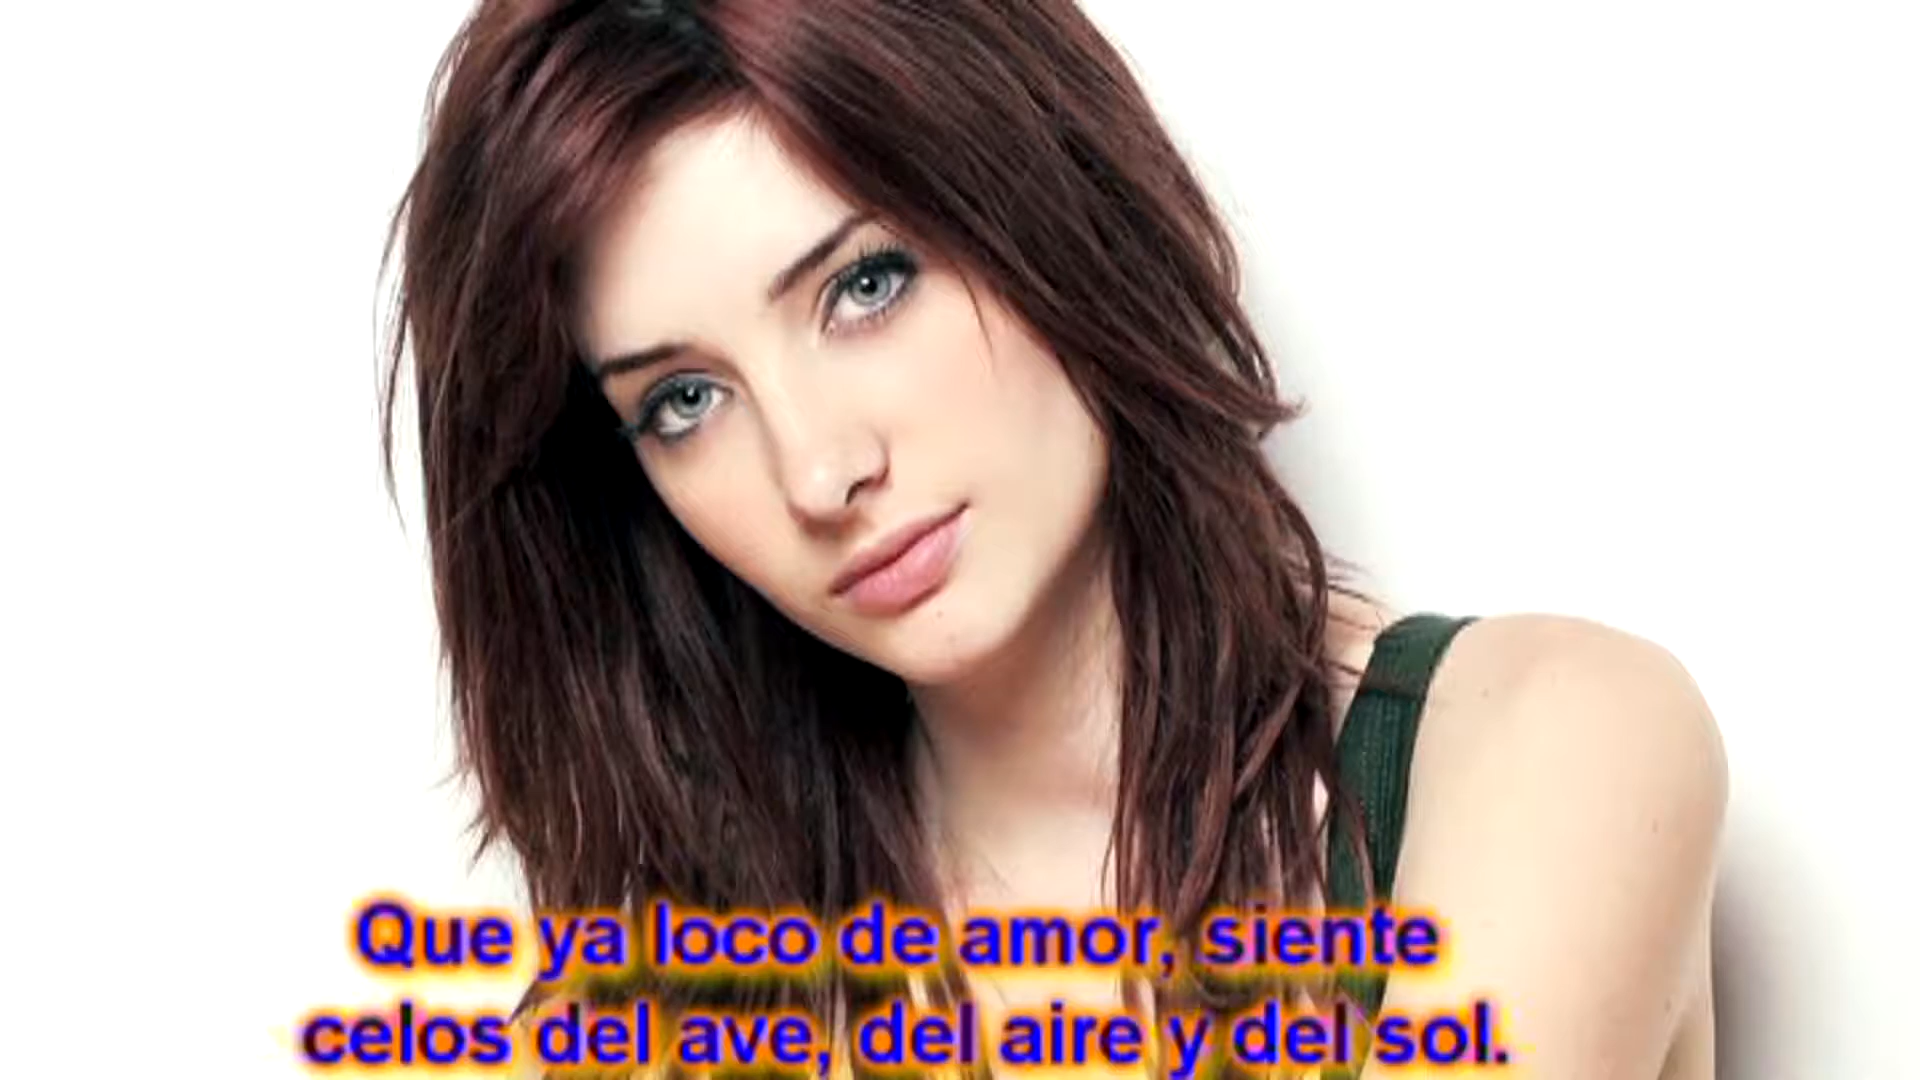 Que ya loco de amor, siente
celos del ave, del aire y del sol.